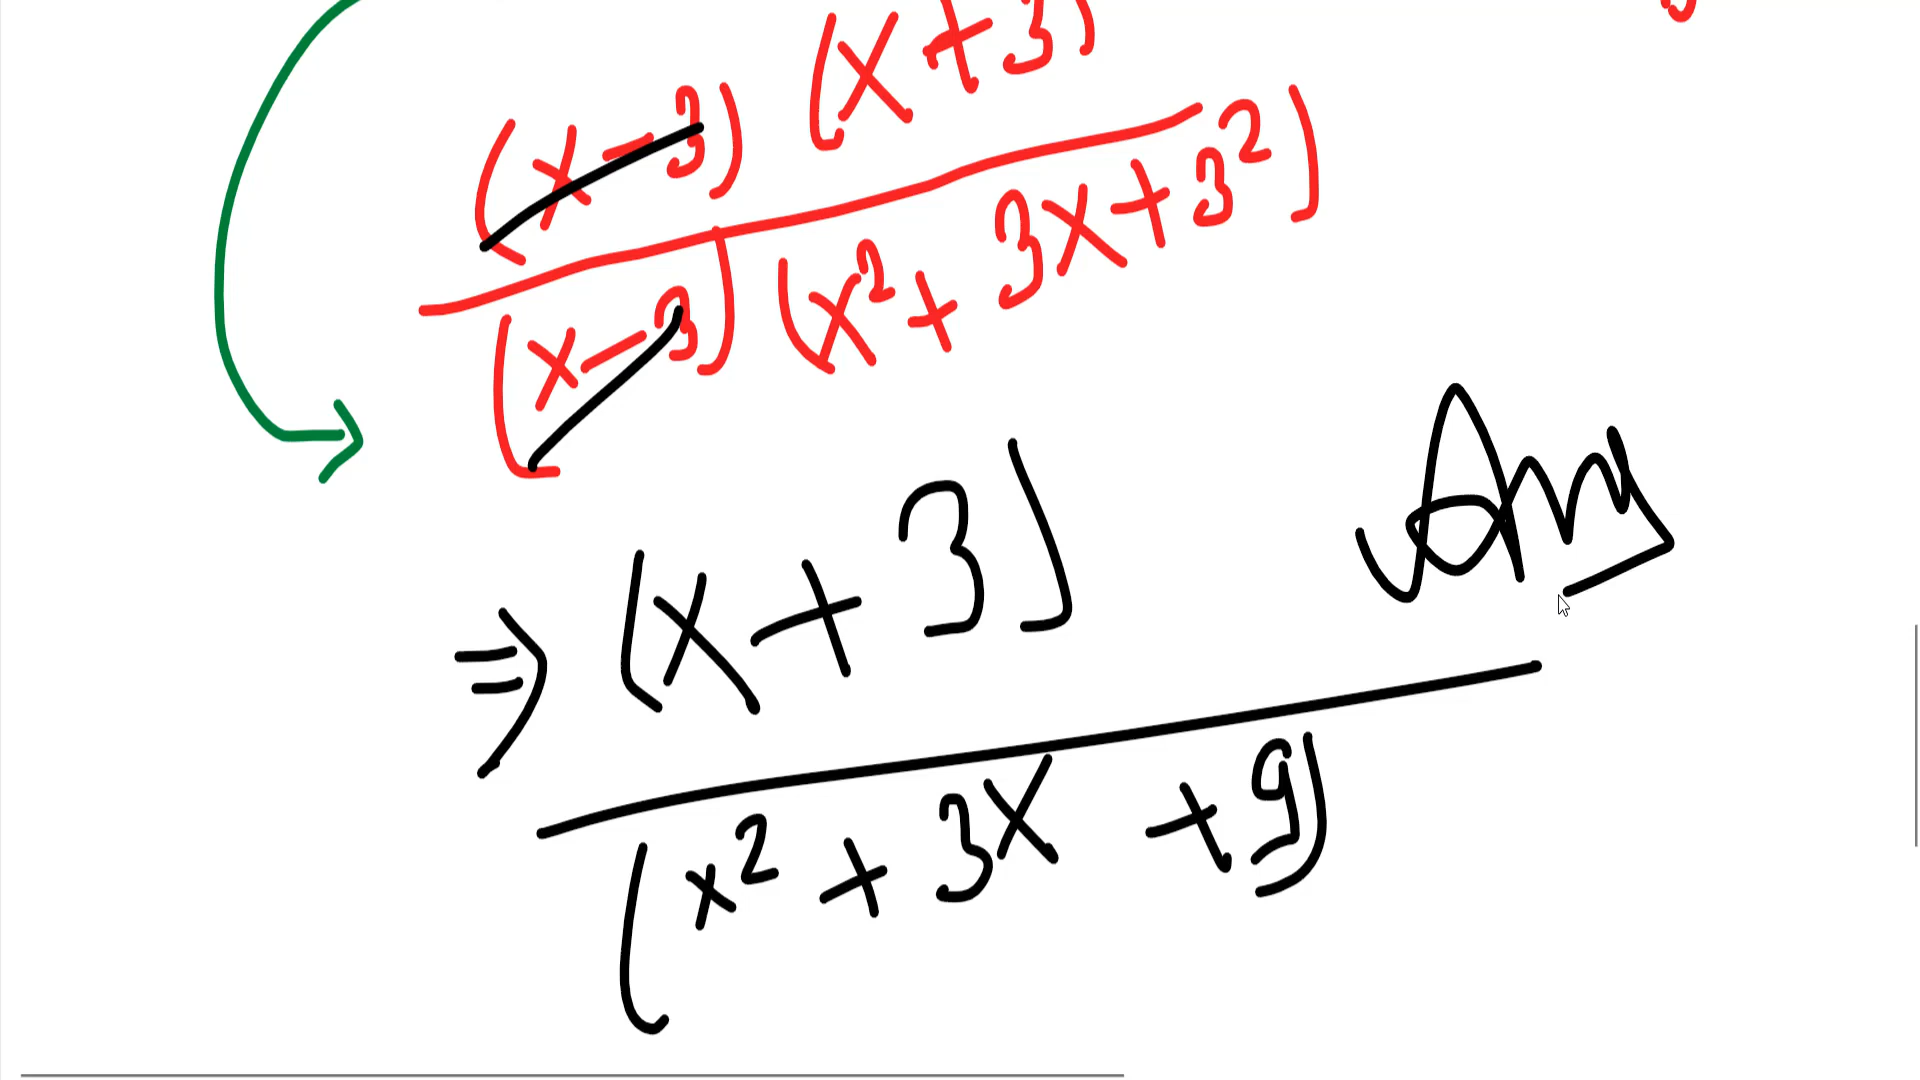 (x-3) (x+3)
(x-3) (x²+3x+3²)
Ans
⇒ (x+3)
(x²+3x+9)